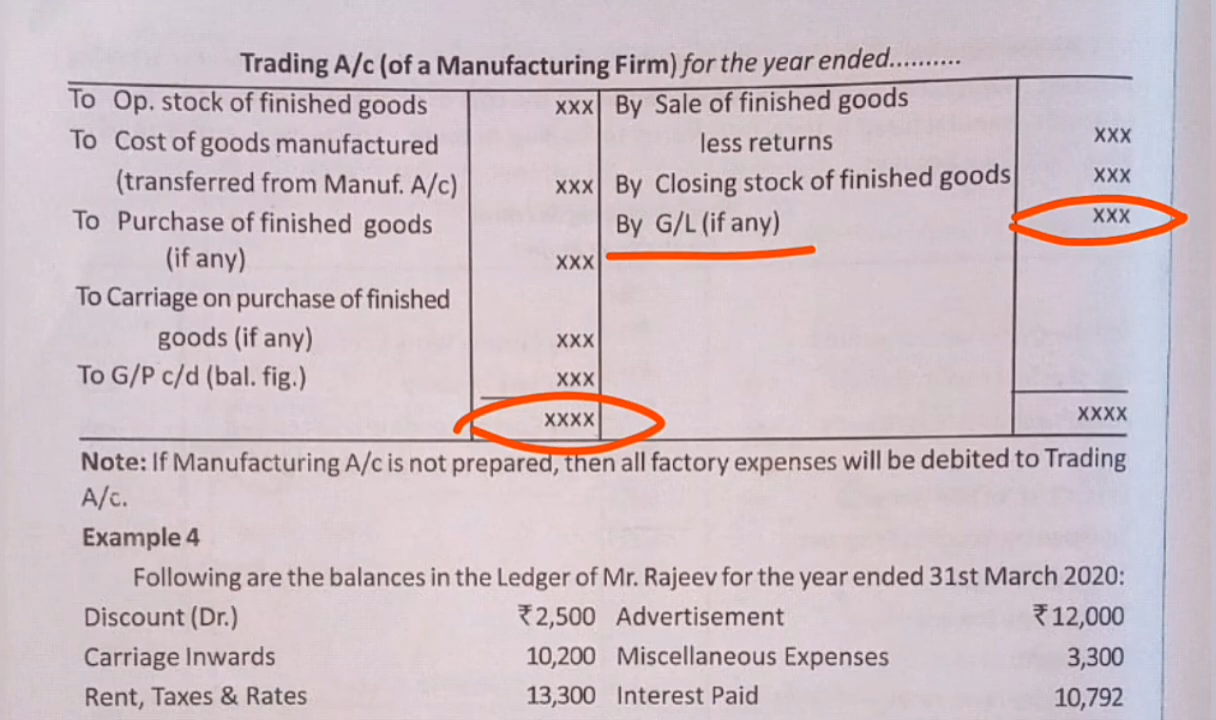 Trading A/c (of a Manufacturing Firm) for the year ended..........
To Op. stock of finished goods xxx By Sale of finished goods
To Cost of goods manufactured less returns xxx
(transferred from Manuf. A/c) xxx By Closing stock of finished goods xxx
To Purchase of finished goods By G/L (if any) xxx
(if any) xxx
To Carriage on purchase of finished
goods (if any) xxx
To G/P c/d (bal. fig.) xxx
xxxx xxxx
Note: If Manufacturing A/c is not prepared, then all factory expenses will be debited to Trading
A/c.
Example 4
Following are the balances in the Ledger of Mr. Rajeev for the year ended 31st March 2020:
Discount (Dr.) ₹2,500 Advertisement ₹12,000
Carriage Inwards 10,200 Miscellaneous Expenses 3,300
Rent, Taxes & Rates 13,300 Interest Paid 10,792